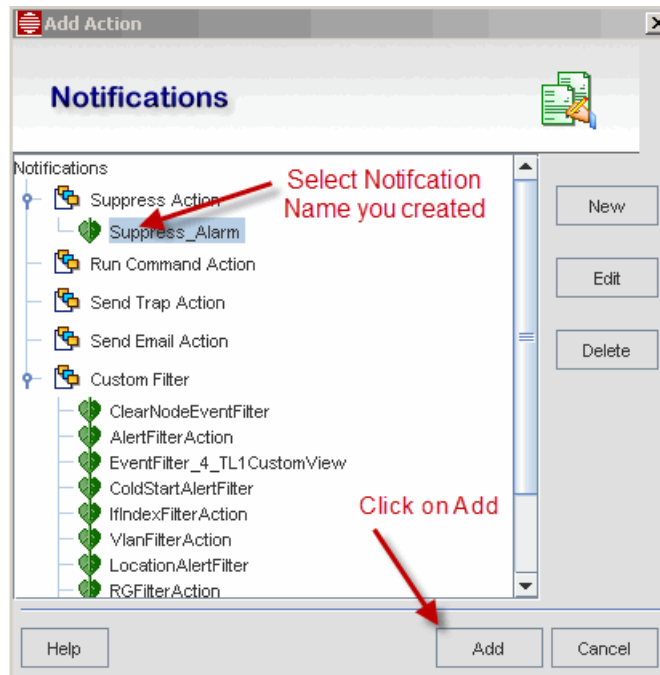 Add Action
Notifications
Notifications
Suppress Action
Suppress_Alarm
Run Command Action
Send Trap Action
Send Email Action
Custom Filter
ClearNodeEventFilter
AlertFilterAction
EventFilter_4_TL1CustomView
ColdStartAlertFilter
IfIndexFilterAction
VlanFilterAction
LocationAlertFilter
RGFilterAction
Select Notifcation
Name you created
New
Edit
Delete
Click on Add
Help
Add
Cancel